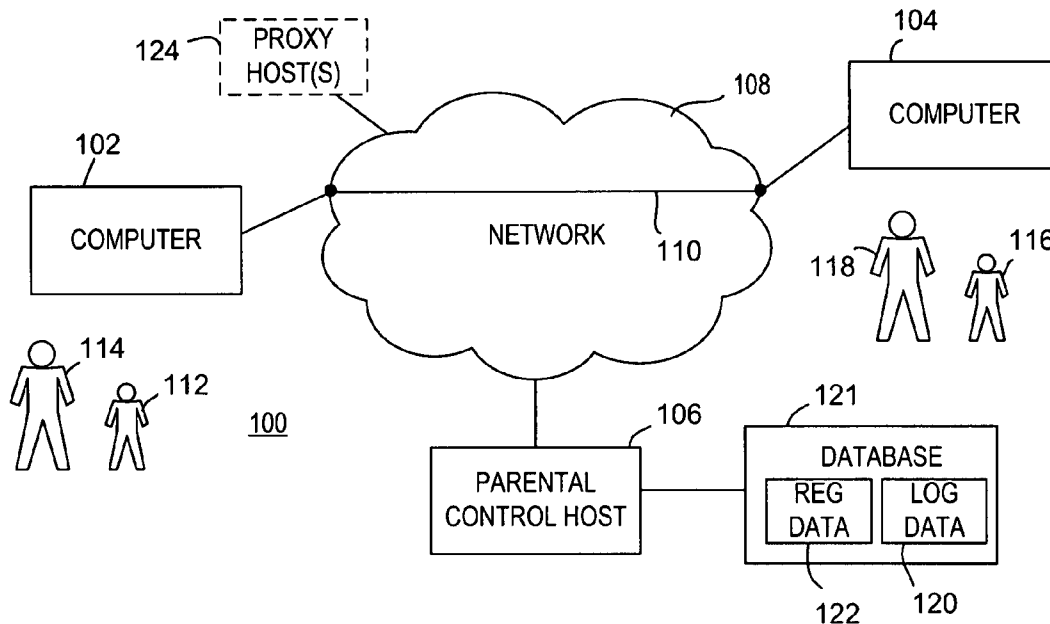 124
PROXY
HOST(S)
104
COMPUTER
108
102
COMPUTER
NETWORK
110
118
116
114
112
100
106
PARENTAL
CONTROL HOST
121
DATABASE
REG
DATA
LOG
DATA
122
120